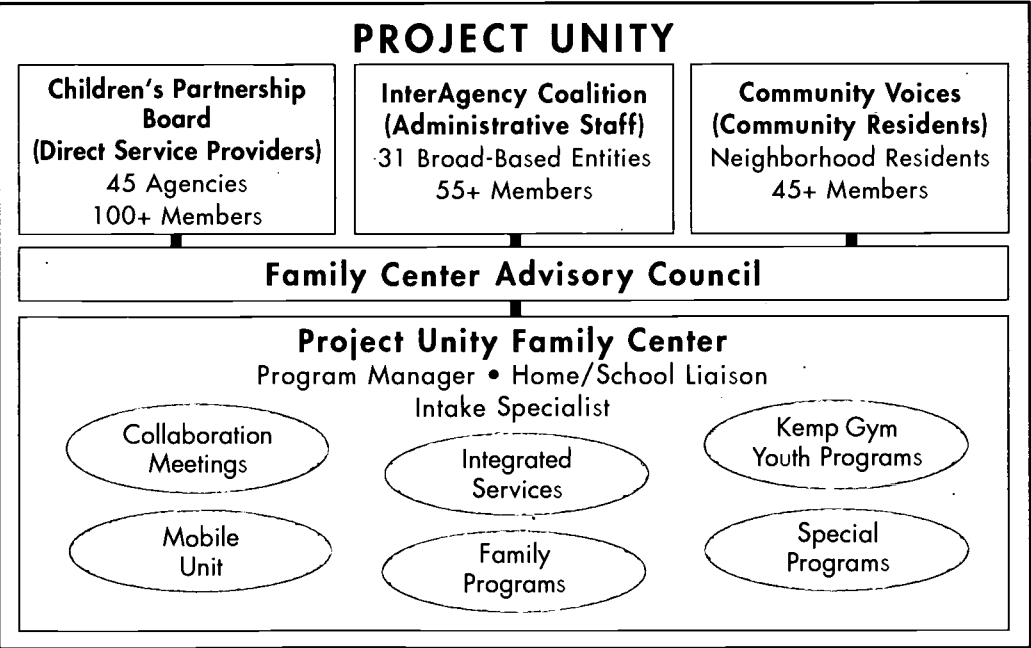 PROJECT UNITY
Children's Partnership
Board
(Direct Service Providers)
45 Agencies
100+ Members
InterAgency Coalition
(Administrative Staff)
31 Broad-Based Entities
55+ Members
Community Voices
(Community Residents)
Neighborhood Residents
45+ Members
Family Center Advisory Council
Project Unity Family Center
Program Manager • Home/School Liaison
Intake Specialist
Collaboration
Meetings
Integrated
Services
Kemp Gym
Youth Programs
Mobile
Unit
Family
Programs
Special
Programs